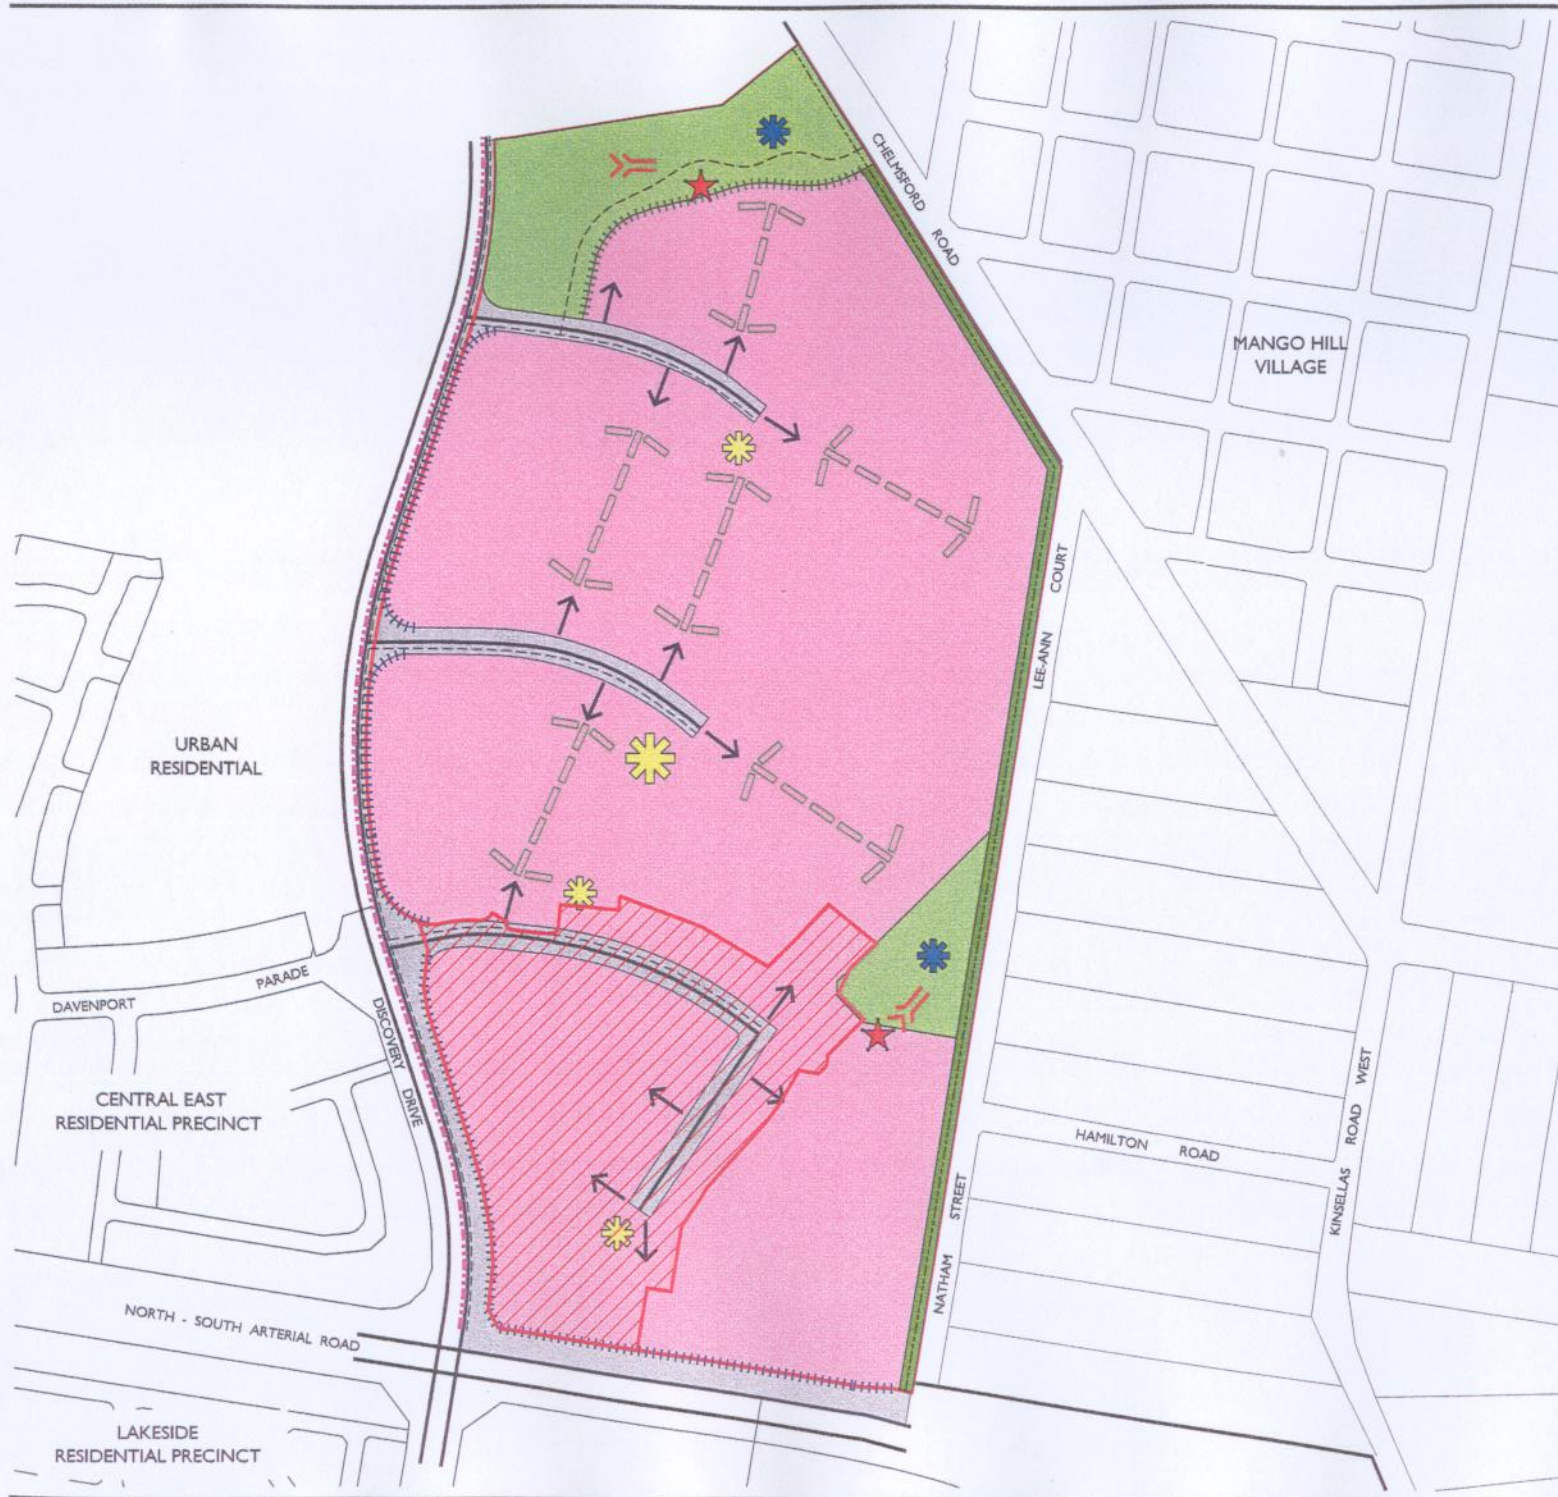 CHELMSFORD ROAD
MANGO HILL
VILLAGE
LEE-ANN COURT
URBAN
RESIDENTIAL
DAVENPORT PARADE
DISCOVERY DRIVE
CENTRAL EAST
RESIDENTIAL PRECINCT
HAMILTON ROAD
KINSELLAS ROAD WEST
NATHAM STREET
NORTH - SOUTH ARTERIAL ROAD
LAKESIDE
RESIDENTIAL PRECINCT